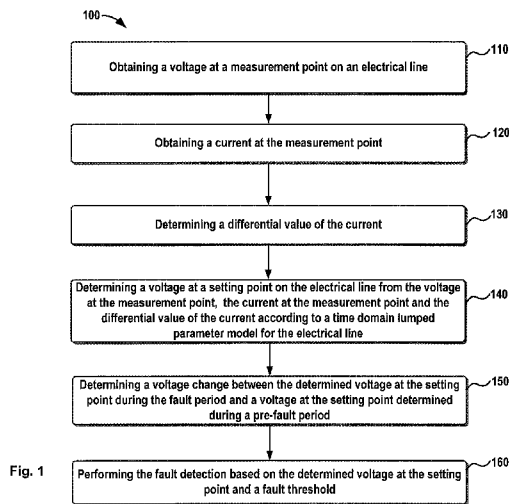 100
110
Obtaining a voltage at a measurement point on an electrical line
120
Obtaining a current at the measurement point
130
Determining a differential value of the current
Determining a voltage at a setting point on the electrical line from the voltage
at the measurement point, the current at the measurement point and the
differential value of the current according to a time domain lumped
parameter model for the electrical line
140
Determining a voltage change between the determined voltage at the setting
point during the fault period and a voltage at the setting point determined
during a pre-fault period
150
Performing the fault detection based on the determined voltage at the setting
point and a fault threshold
160
Fig. 1